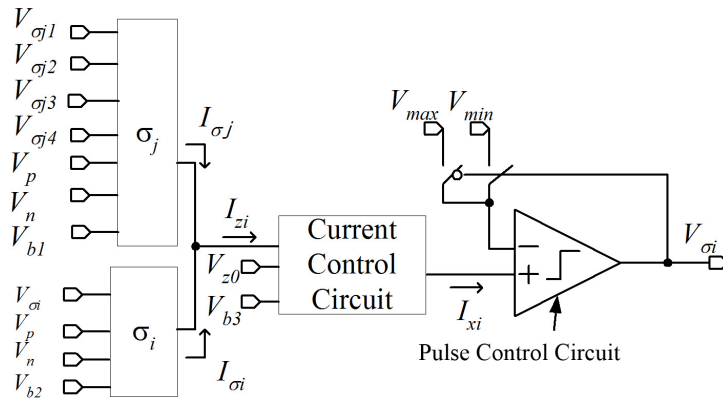 Vσj1
Vσj2
Vσj3
Vσj4
Vp
Vn
Vb1
σj
Iσj
Vσi
Vp
Vn
Vb2
σi
Iσi
Izi
Vz0
Vb3
Current
Control
Circuit
Ixi
Vmax
Vmin
−
+
Vσi
Pulse Control Circuit